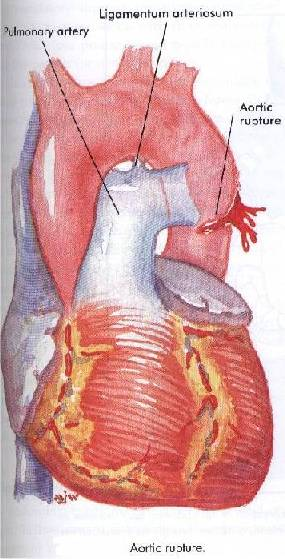 Ligamentum arteriosum
Pulmonary artery
Aortic
rupture
Aortic rupture.